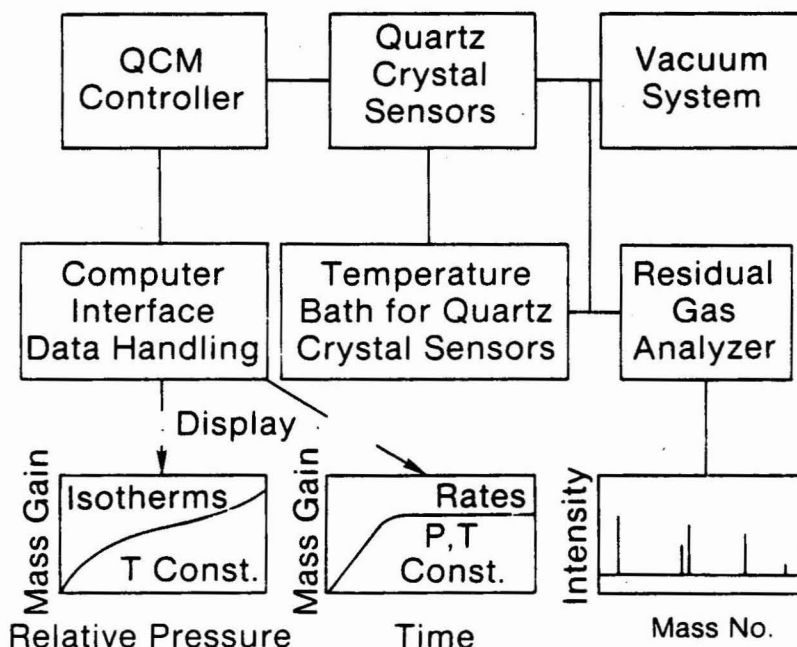 QCM
Controller
Quartz
Crystal
Sensors
Vacuum
System
Computer
Interface
Data Handling
Temperature
Bath for Quartz
Crystal Sensors
Residual
Gas
Analyzer
Display
Mass Gain
Isotherms
T Const.
Relative Pressure
Mass Gain
Rates
P,T
Const.
Time
Intensity
Mass No.